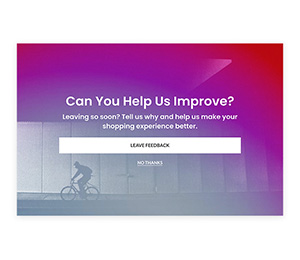 Can You Help Us Improve?
Leaving so soon? Tell us why and help us make your
shopping experience better.
LEAVE FEEDBACK
NO THANKS